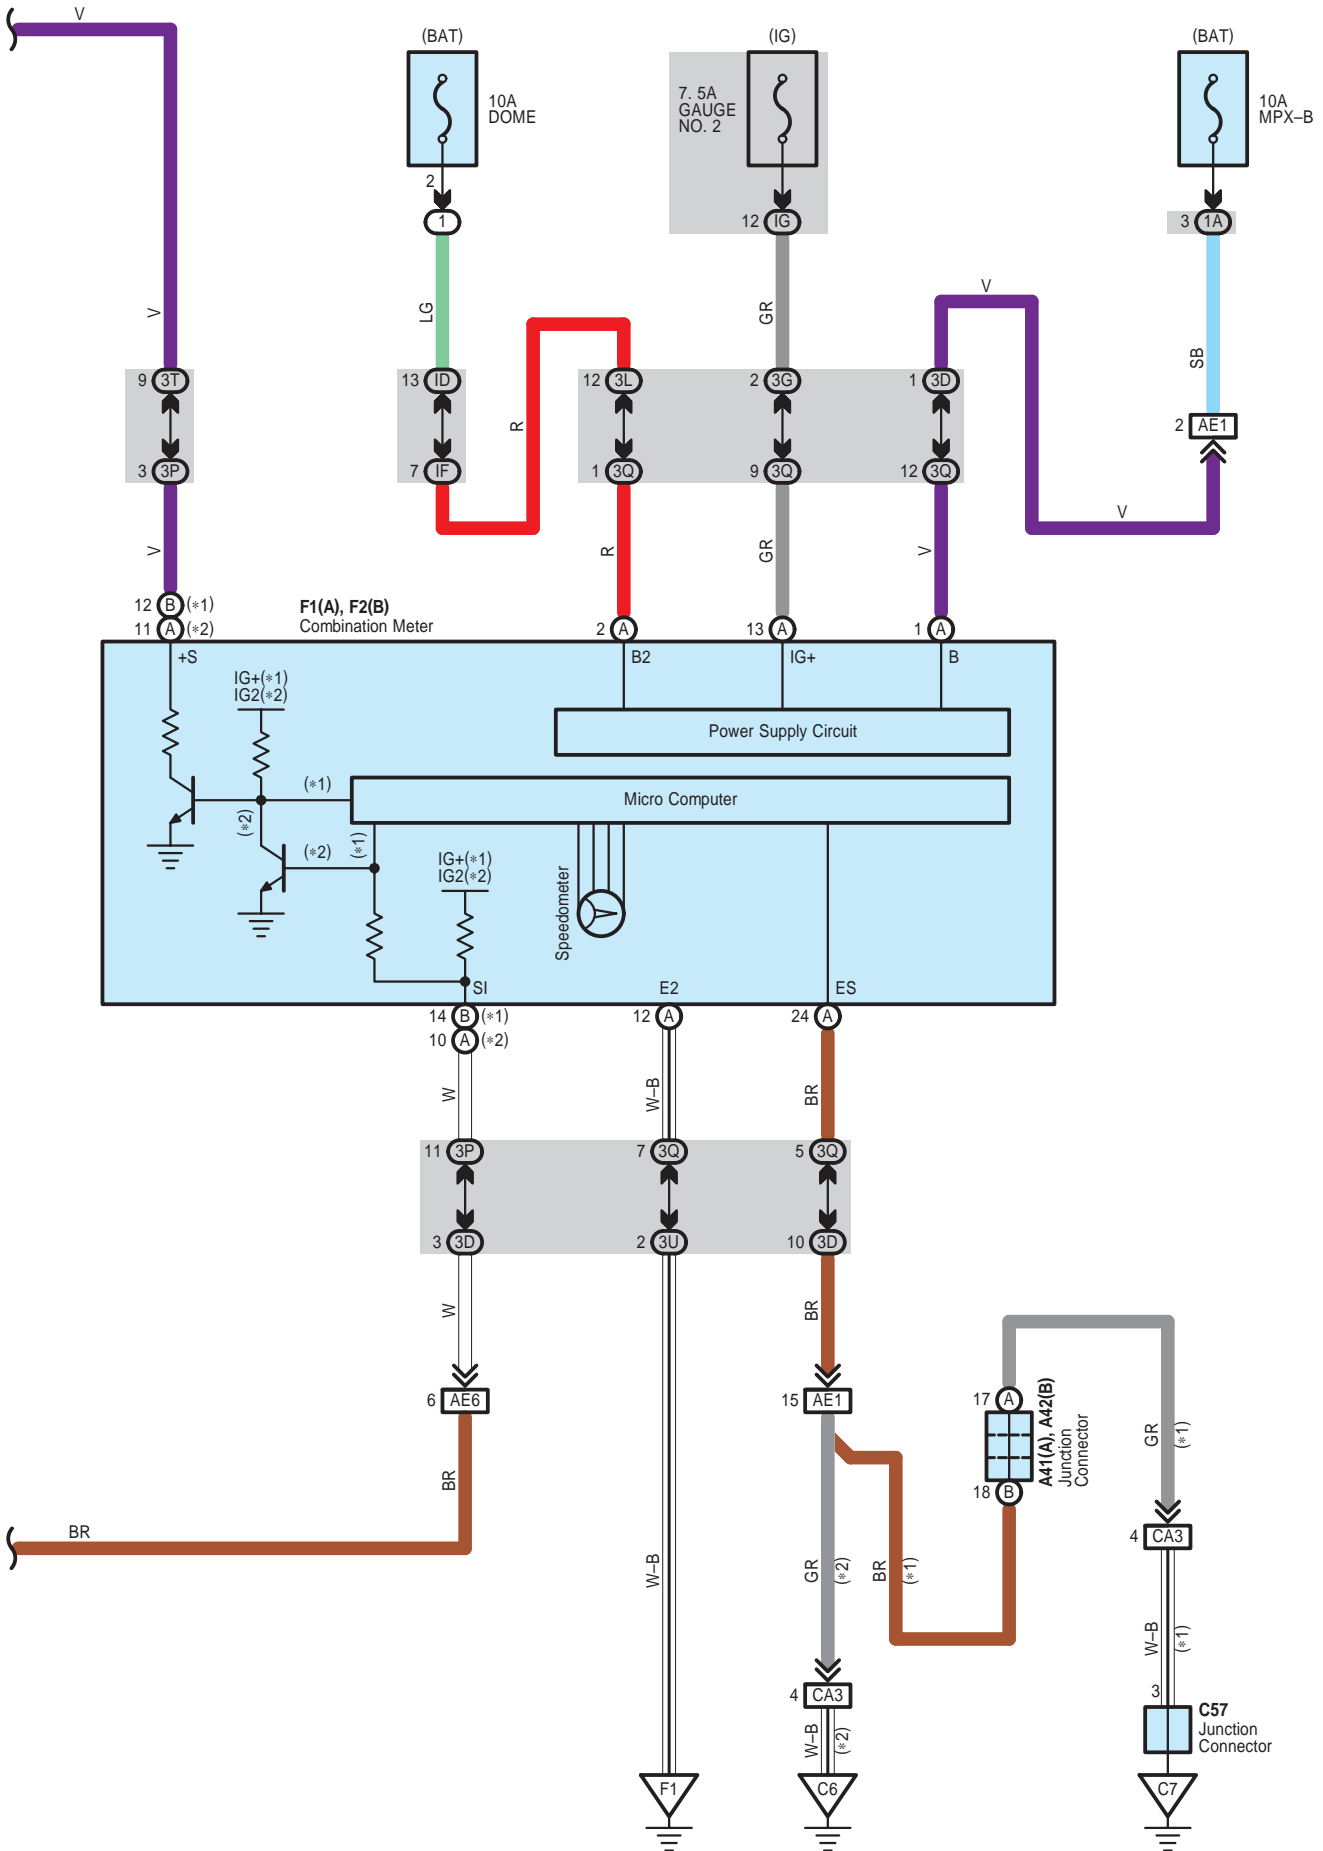 V
(BAT)
(IG)
(BAT)
10A
DOME
7. 5A
GAUGE
NO. 2
10A
MPX–B
2
1
12 IG
3 1A
V
LG
GR
V
SB
9 3T
13 ID
12 3L
2 3G
1 3D
R
2 AE1
3 3P
7 IF
1 3Q
9 3Q
12 3Q
V
V
R
GR
V
12 B (∗1)
11 A (∗2)
F1(A), F2(B)
Combination Meter
2 A
13 A
1 A
+S
B2
IG+
B
IG+(∗1)
IG2(∗2)
Power Supply Circuit
(∗1)
Micro Computer
(∗2)
(∗2)
(∗1)
IG+(∗1)
IG2(∗2)
Speedometer
SI
E2
ES
14 B (∗1)
10 A (∗2)
12 A
24 A
W
W–B
BR
11 3P
7 3Q
5 3Q
3 3D
2 3U
10 3D
W
BR
6 AE6
15 AE1
17 A
A41(A), A42(B)
Junction
Connector
GR
(∗1)
18 B
BR
BR
4 CA3
W–B
GR
(∗2)
BR
(∗1)
W–B
(∗1)
4 CA3
3
C57
Junction
Connector
W–B
(∗2)
F1
C6
C7